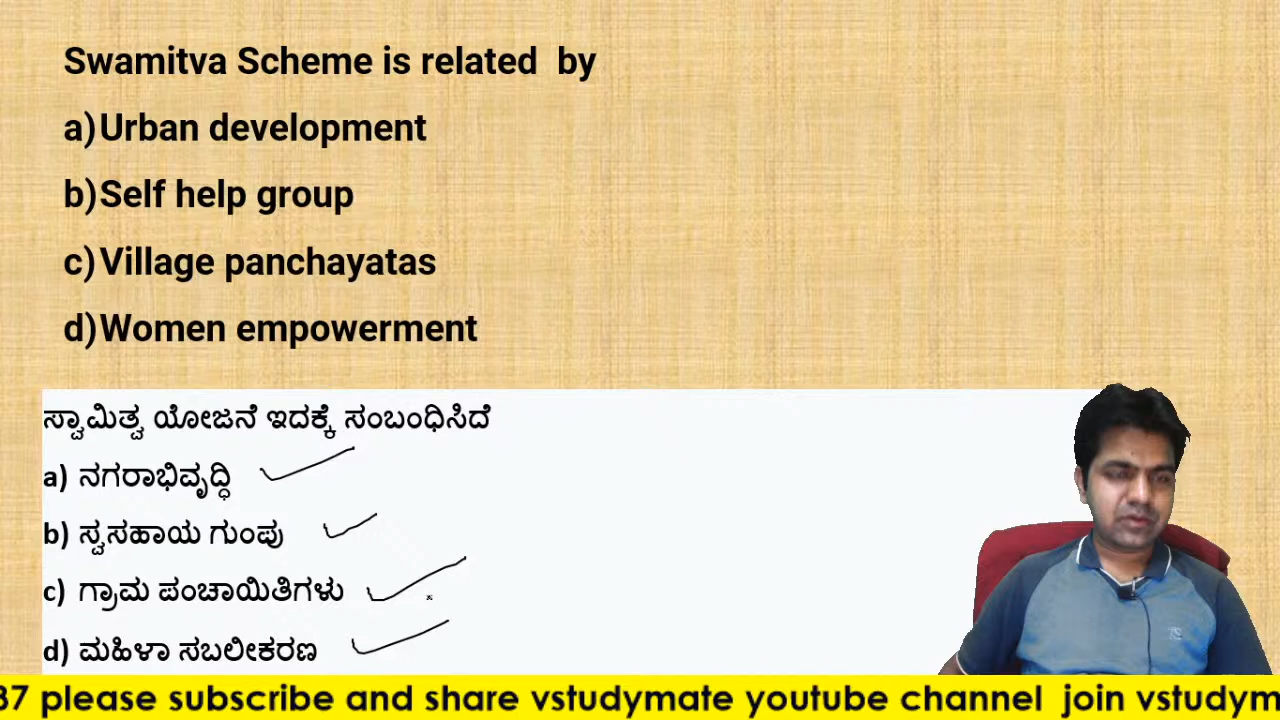 Swamitva Scheme is related  by
a)Urban development
b)Self help group
c)Village panchayatas
d)Women empowerment
ಸ್ವಾಮಿತ್ವ ಯೋಜನೆ ಇದಕ್ಕೆ ಸಂಬಂಧಿಸಿದೆ
a) ನಗರಾಭಿವೃದ್ಧಿ
b) ಸ್ವಸಹಾಯ ಗುಂಪು
c) ಗ್ರಾಮ ಪಂಚಾಯಿತಿಗಳು
d) ಮಹಿಳಾ ಸಬಲೀಕರಣ
37 please subscribe and share vstudymate youtube channel  join vstudym